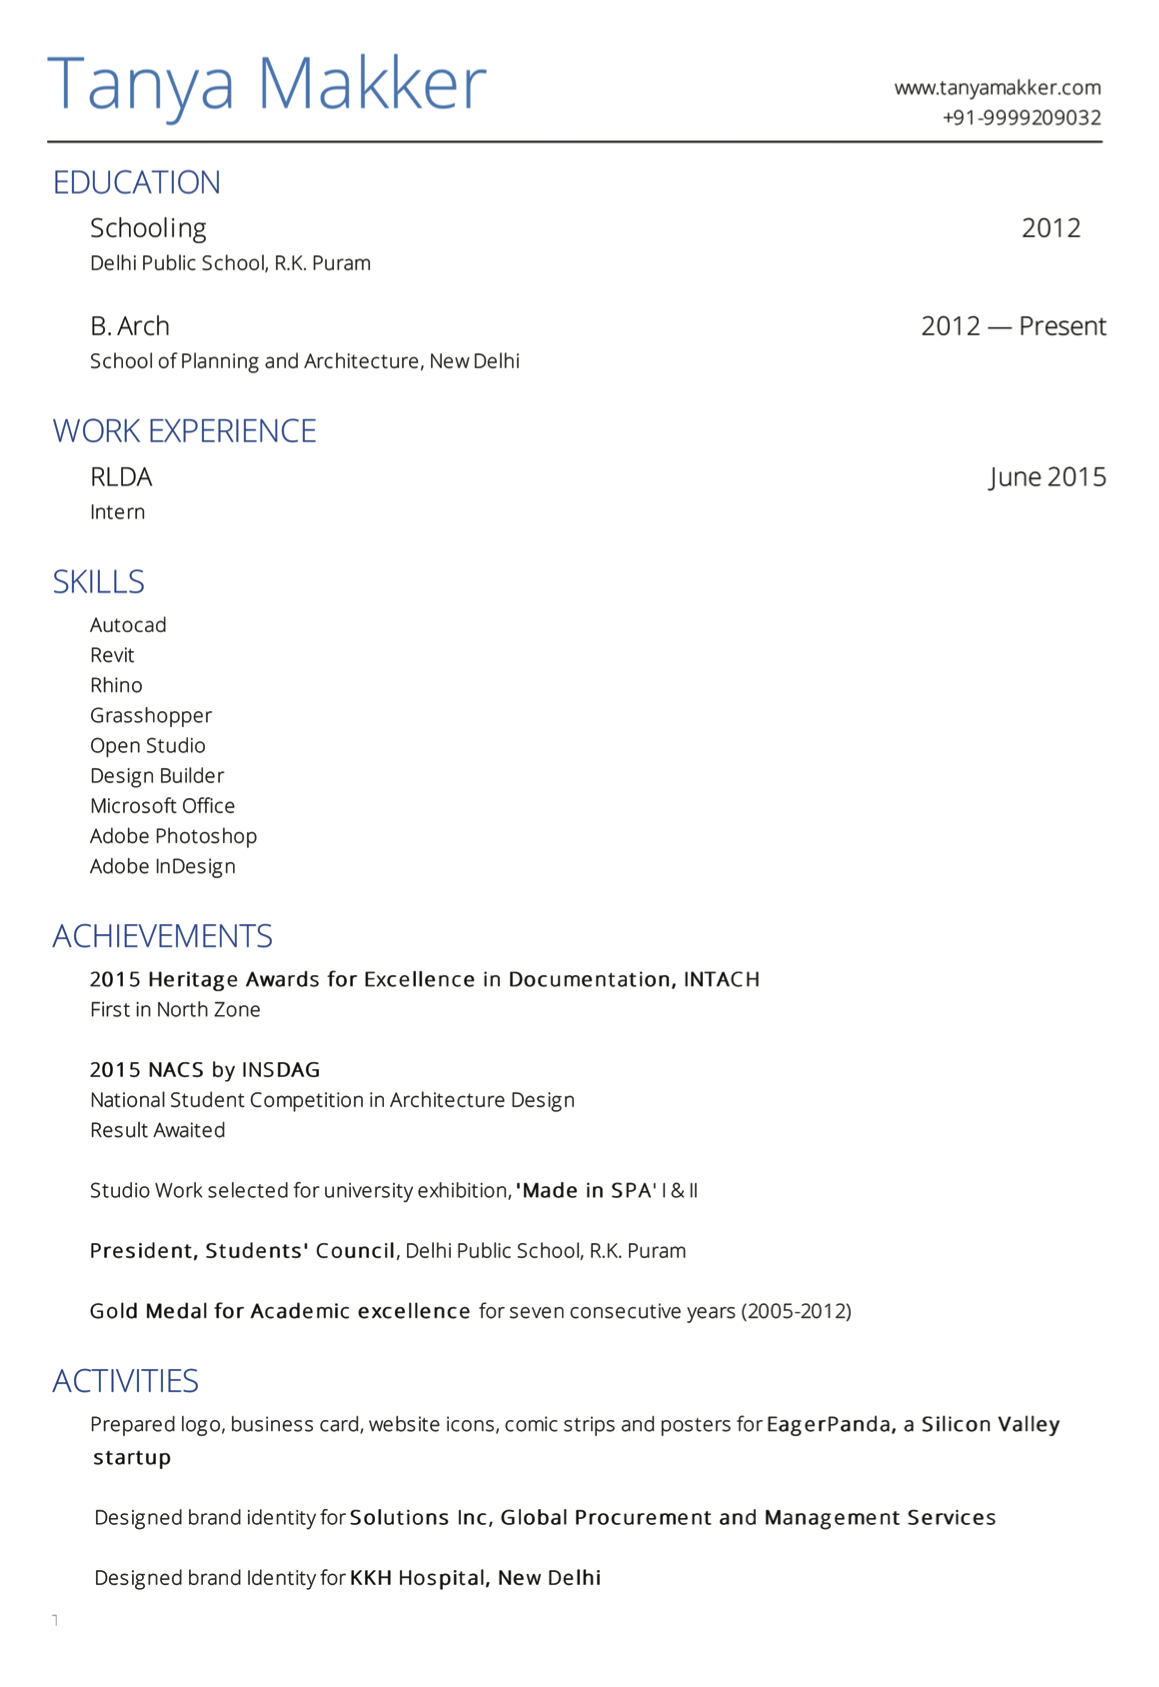 Tanya Makker
www.tanyamakker.com
+91-9999209032
EDUCATION
Schooling 2012
Delhi Public School, R.K. Puram
B. Arch 2012 — Present
School of Planning and Architecture, New Delhi
WORK EXPERIENCE
RLDA June 2015
Intern
SKILLS
Autocad
Revit
Rhino
Grasshopper
Open Studio
Design Builder
Microsoft Office
Adobe Photoshop
Adobe InDesign
ACHIEVEMENTS
2015 Heritage Awards for Excellence in Documentation, INTACH
First in North Zone
2015 NACS by INSDAG
National Student Competition in Architecture Design
Result Awaited
Studio Work selected for university exhibition, 'Made in SPA' I & II
President, Students' Council, Delhi Public School, R.K. Puram
Gold Medal for Academic excellence for seven consecutive years (2005-2012)
ACTIVITIES
Prepared logo, business card, website icons, comic strips and posters for EagerPanda, a Silicon Valley
startup
Designed brand identity for Solutions Inc, Global Procurement and Management Services
Designed brand Identity for KKH Hospital, New Delhi